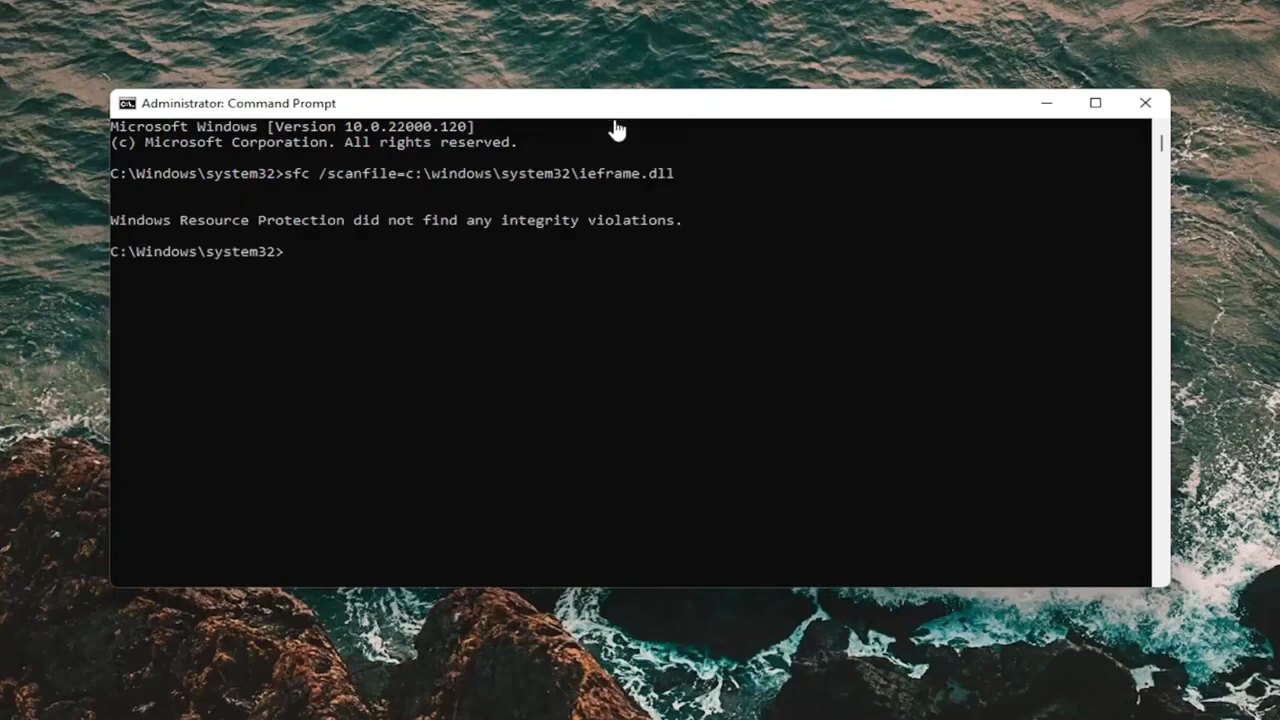 Administrator: Command Prompt
Microsoft Windows [Version 10.0.22000.120]
(c) Microsoft Corporation. All rights reserved.
C:\Windows\system32>sfc /scanfile=c:\windows\system32\ieframe.dll
Windows Resource Protection did not find any integrity violations.
C:\Windows\system32>